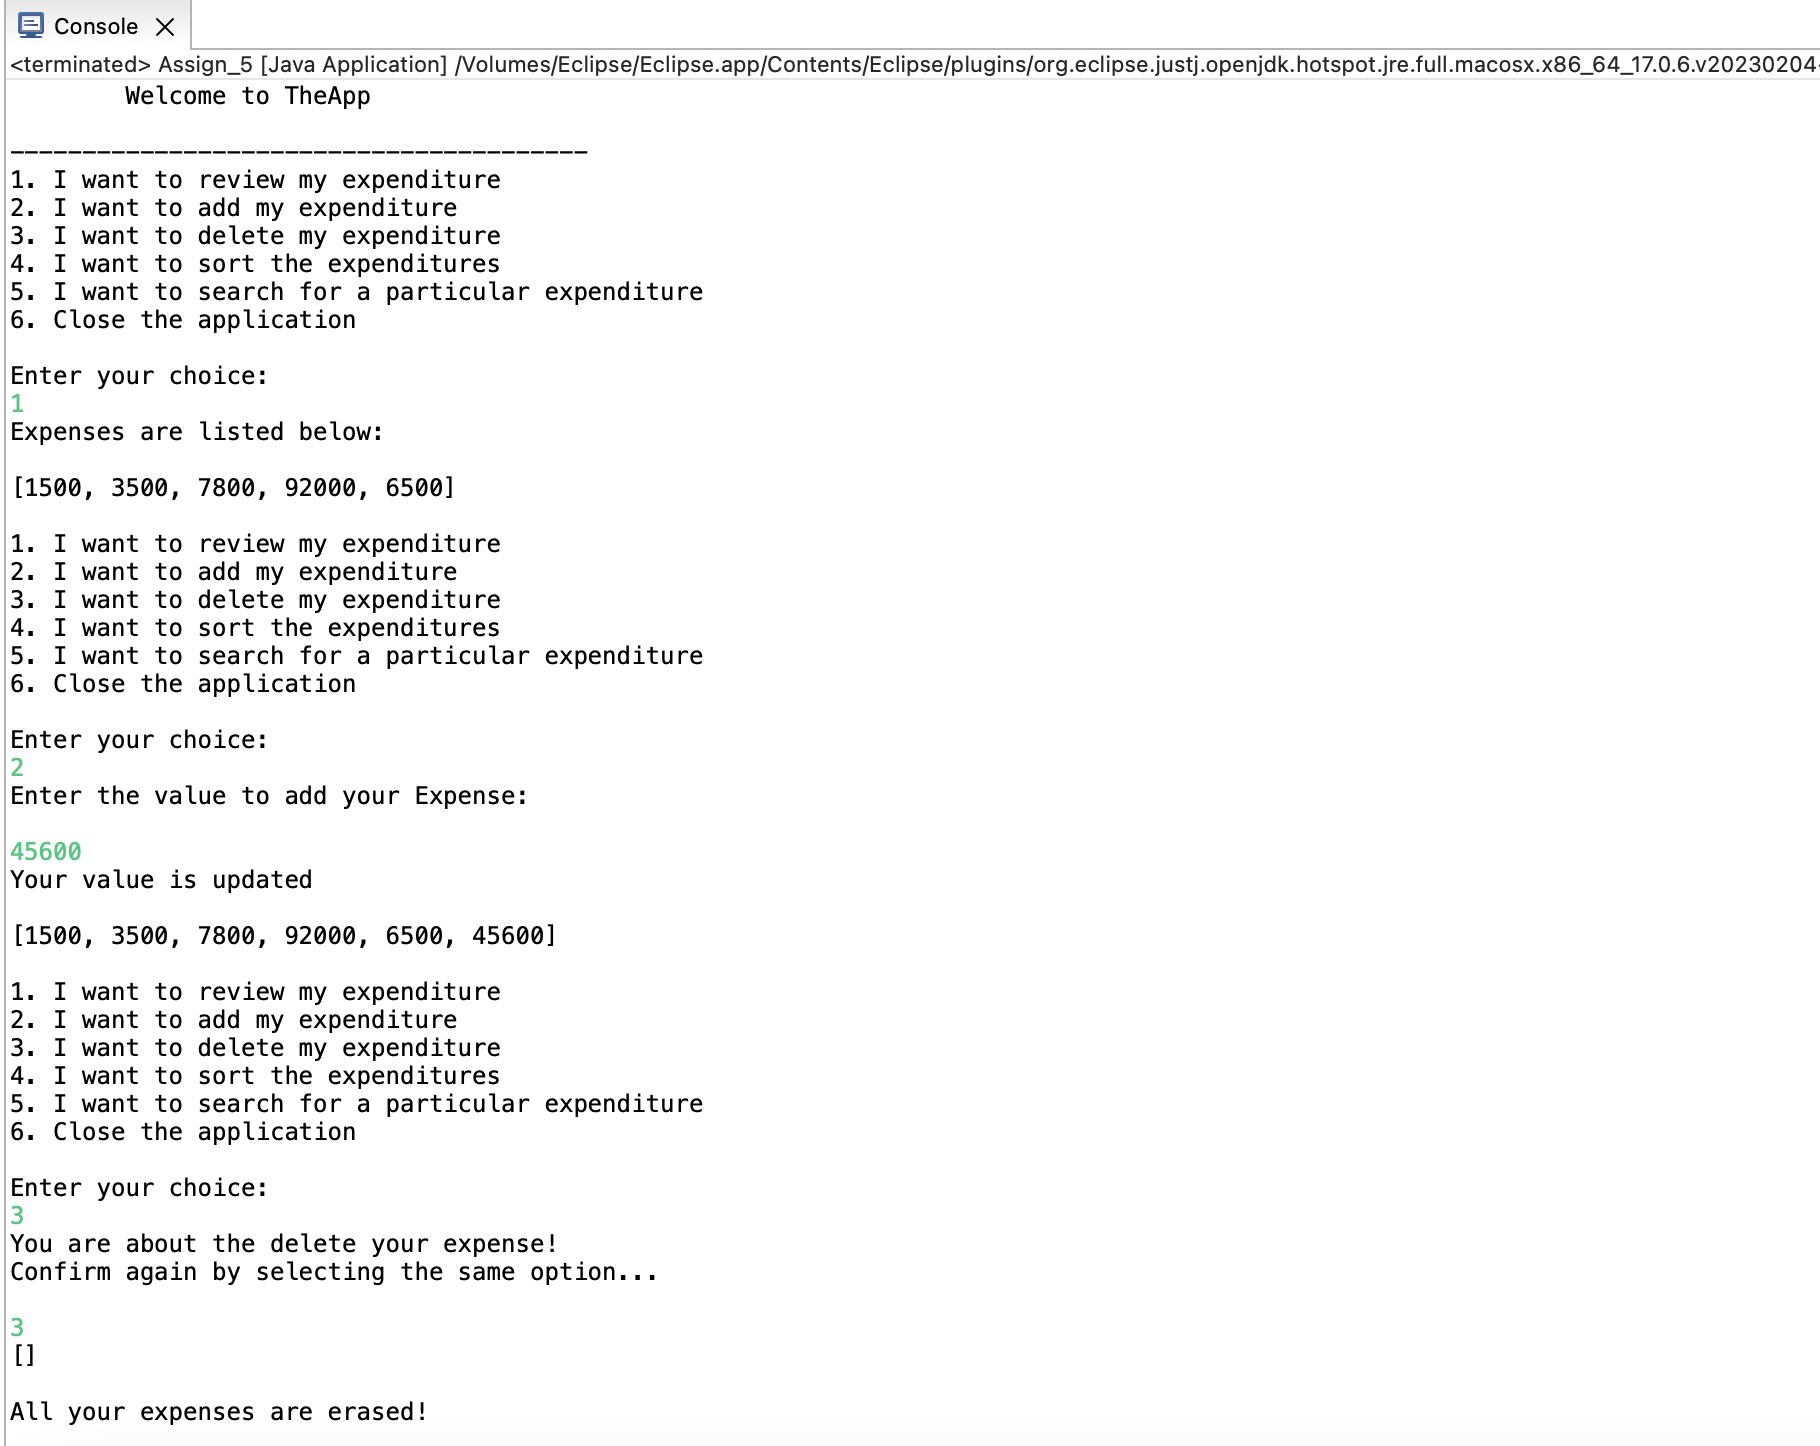 Console
<terminated> Assign_5 [Java Application] /Volumes/Eclipse/Eclipse.app/Contents/Eclipse/plugins/org.eclipse.justj.openjdk.hotspot.jre.full.macosx.x86_64_17.0.6.v20230204-
Welcome to TheApp
----------------------------------------
1. I want to review my expenditure
2. I want to add my expenditure
3. I want to delete my expenditure
4. I want to sort the expenditures
5. I want to search for a particular expenditure
6. Close the application
Enter your choice:
1
Expenses are listed below:
[1500, 3500, 7800, 92000, 6500]
1. I want to review my expenditure
2. I want to add my expenditure
3. I want to delete my expenditure
4. I want to sort the expenditures
5. I want to search for a particular expenditure
6. Close the application
Enter your choice:
2
Enter the value to add your Expense:
45600
Your value is updated
[1500, 3500, 7800, 92000, 6500, 45600]
1. I want to review my expenditure
2. I want to add my expenditure
3. I want to delete my expenditure
4. I want to sort the expenditures
5. I want to search for a particular expenditure
6. Close the application
Enter your choice:
3
You are about the delete your expense!
Confirm again by selecting the same option...
3
[]
All your expenses are erased!